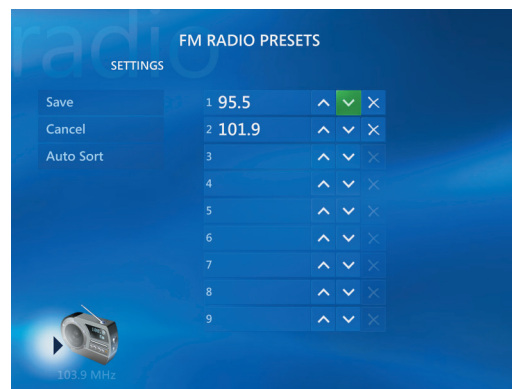 radio
FM RADIO PRESETS
SETTINGS
Save
Cancel
Auto Sort
1 95.5
2 101.9
3
4
5
6
7
8
9
103.9 MHz